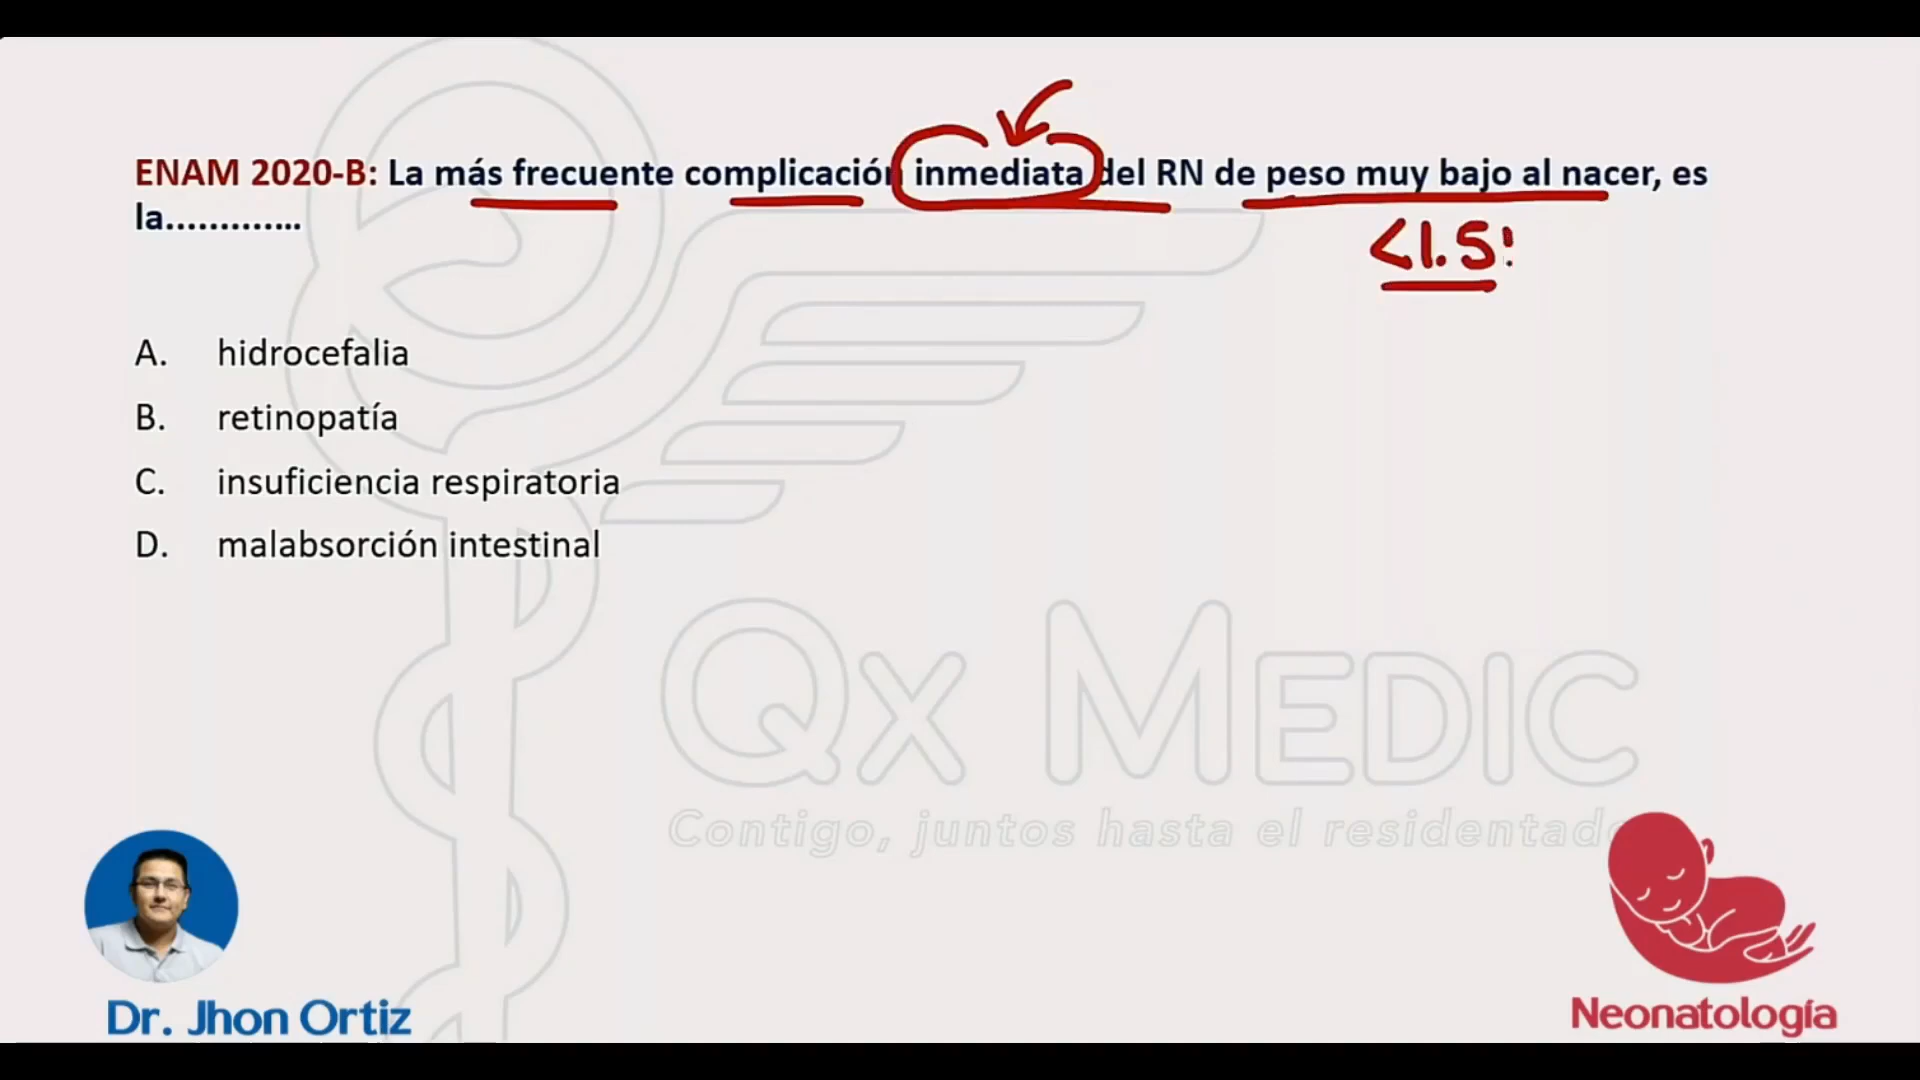 ENAM 2020-B: La más frecuente complicación inmediata del RN de peso muy bajo al nacer, es
la.............
<1.5
A. hidrocefalia
B. retinopatía
C. insuficiencia respiratoria
D. malabsorción intestinal
Qx MEDIC
Contigo, juntos hasta el residentado
Dr. Jhon Ortiz
Neonatología